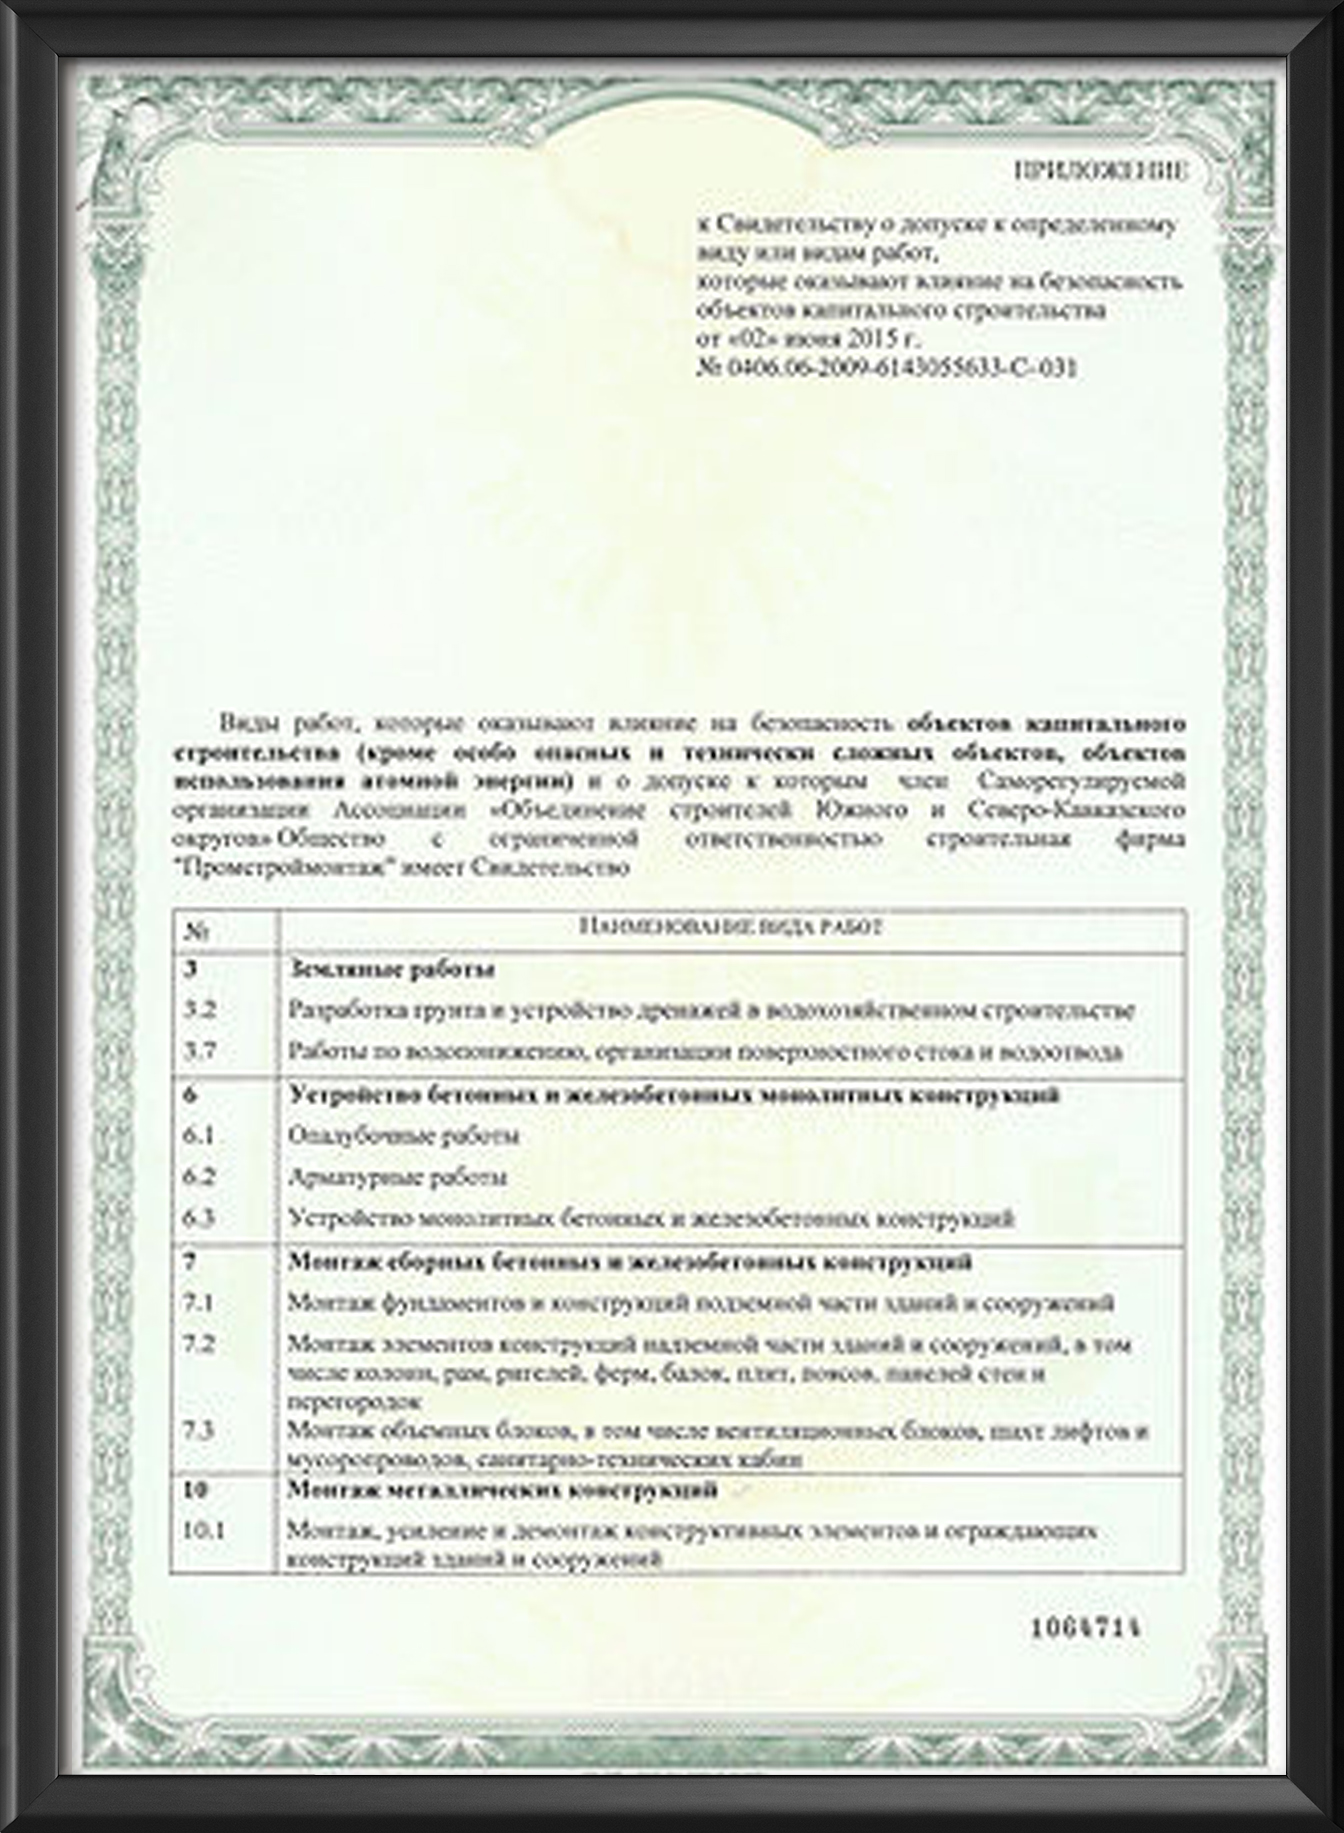 ПРИЛОЖЕНИЕ
к Свидетельству о допуске к определенному
виду или видам работ,
которые оказывают влияние на безопасность
объектов капитального строительства
от «02» июня 2015 г.
№ 0406.06-2009-6143055633-С-031
Виды работ, которые оказывают влияние на безопасность объектов капитального
строительства (кроме особо опасных и технически сложных объектов, объектов
использования атомной энергии) и о допуске к которым член Саморегулируемой
организации Ассоциации «Объединение строителей Южного и Северо-Кавказского
округов» Общество с ограниченной ответственностью строительная фирма
"Промстроймонтаж" имеет Свидетельство
№ НАИМЕНОВАНИЕ ВИДА РАБОТ
3 Земляные работы
3.2 Разработка грунта и устройство дренажей в водохозяйственном строительстве
3.7 Работы по водопонижению, организации поверхностного стока и водоотвода
6 Устройство бетонных и железобетонных монолитных конструкций
6.1 Опалубочные работы
6.2 Арматурные работы
6.3 Устройство монолитных бетонных и железобетонных конструкций
7 Монтаж сборных бетонных и железобетонных конструкций
7.1 Монтаж фундаментов и конструкций подземной части зданий и сооружений
7.2 Монтаж элементов конструкций надземной части зданий и сооружений, в том
числе колонн, рам, ригелей, ферм, балок, плит, поясов, панелей стен и
перегородок
7.3 Монтаж объемных блоков, в том числе вентиляционных блоков, шахт лифтов и
мусоропроводов, санитарно-технических кабин
10 Монтаж металлических конструкций
10.1 Монтаж, усиление и демонтаж конструктивных элементов и ограждающих
конструкций зданий и сооружений
1064714